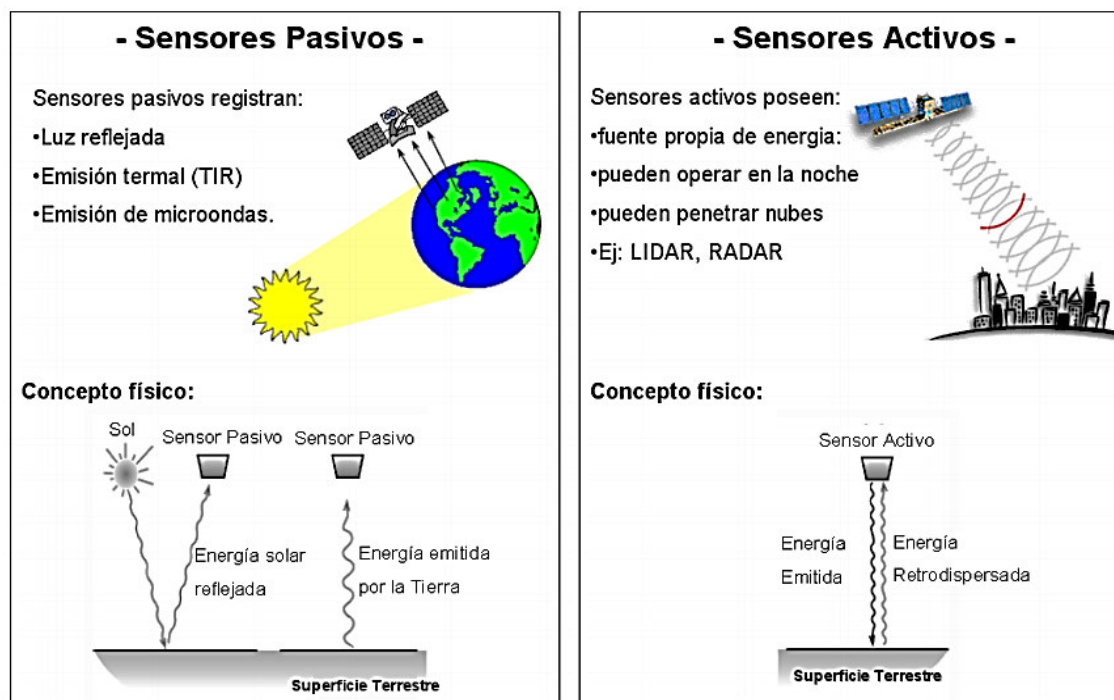 - Sensores Pasivos -
Sensores pasivos registran:
•Luz reflejada
•Emisión termal (TIR)
•Emisión de microondas.
Concepto físico:
Sol
Sensor Pasivo
Sensor Pasivo
Energía solar
reflejada
Energía emitida
por la Tierra
Superficie Terrestre
- Sensores Activos -
Sensores activos poseen:
•fuente propia de energia:
•pueden operar en la noche
•pueden penetrar nubes
•Ej: LIDAR, RADAR
Concepto físico:
Sensor Activo
Energía
Emitida
Energía
Retrodispersada
Superficie Terrestre